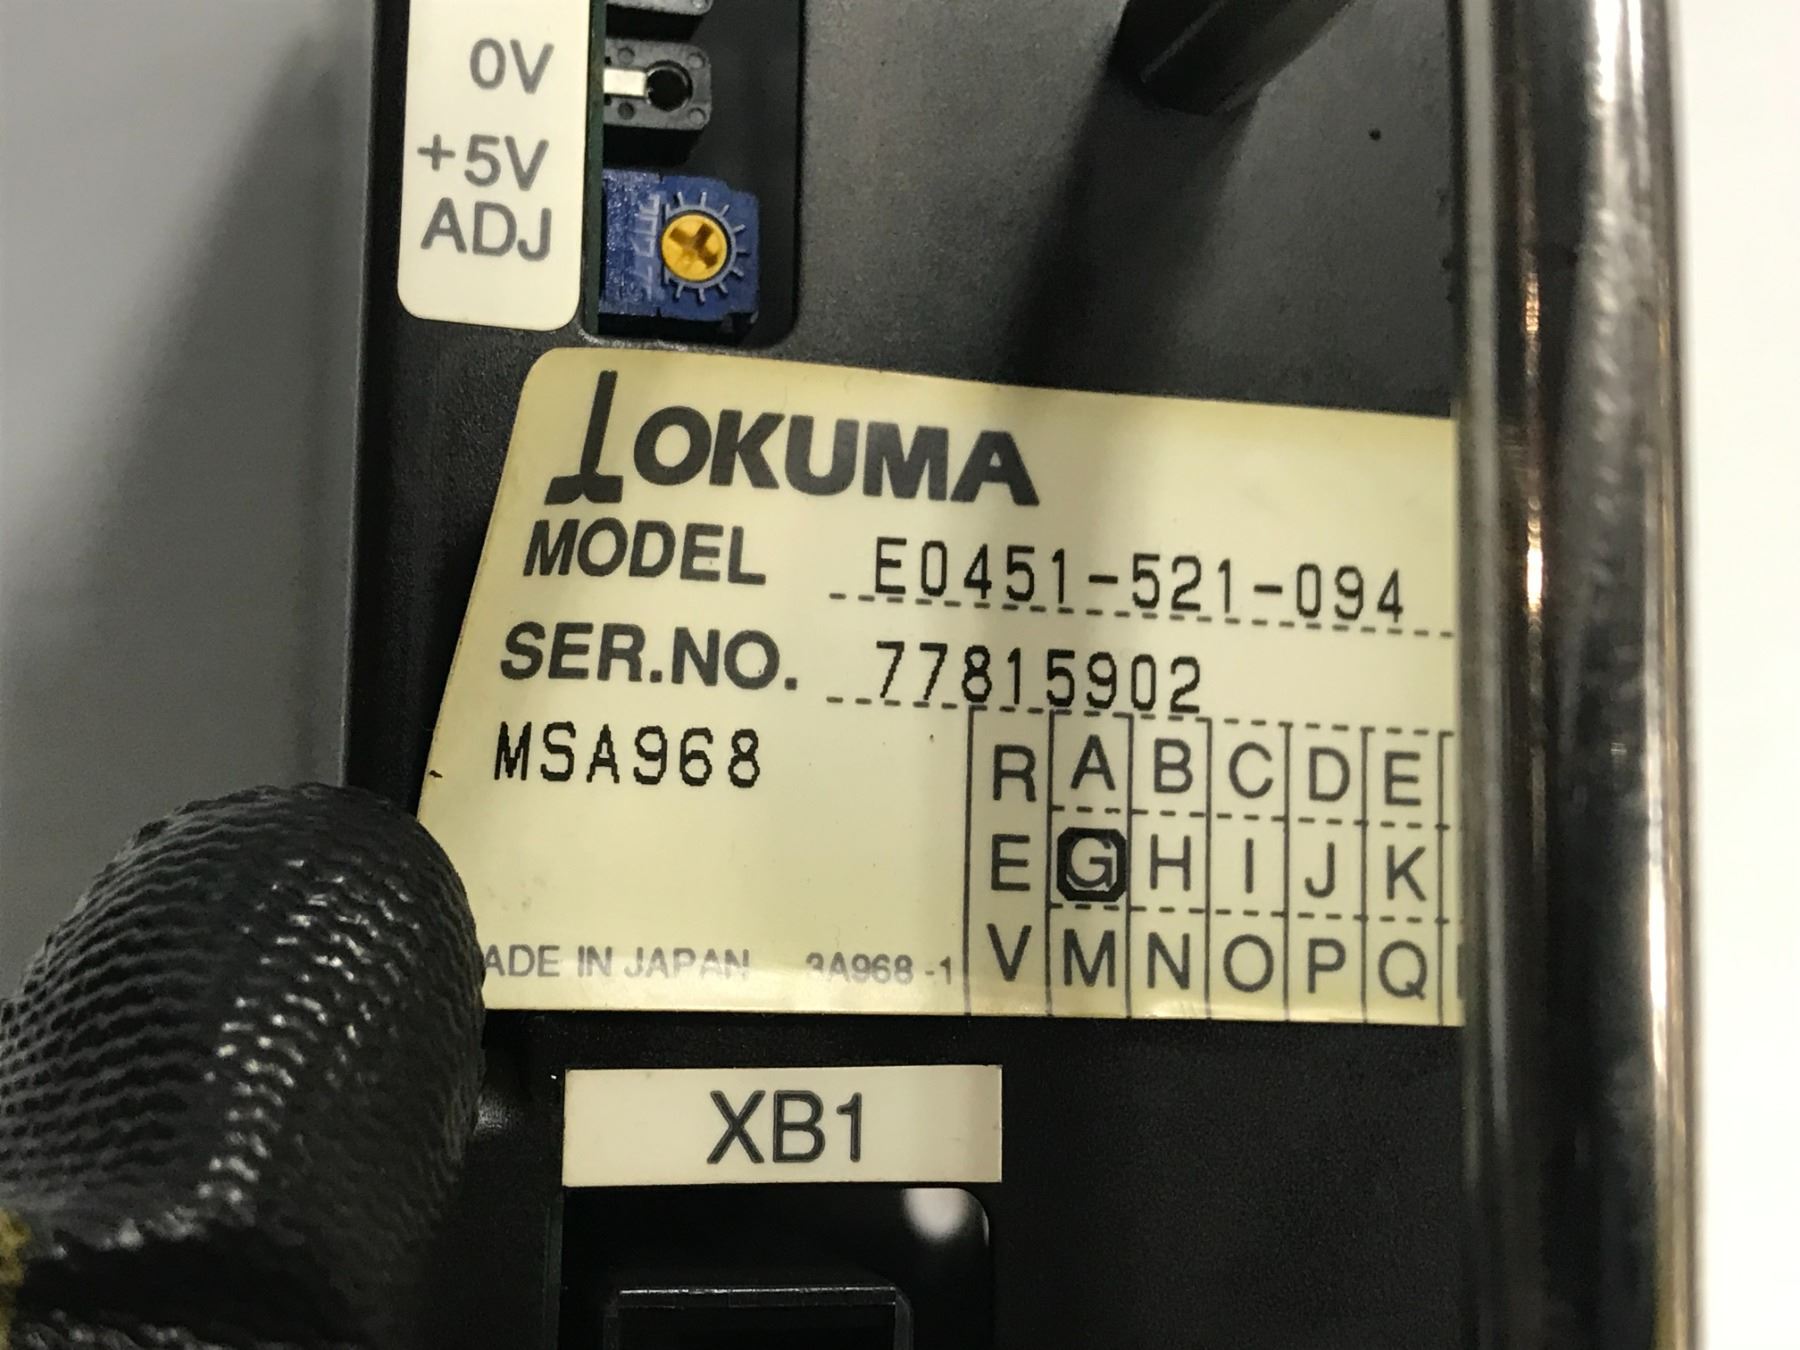 0V
+5V
ADJ
OKUMA
MODEL E0451-521-094
SER.NO. 77815902
MSA968
R A B C D E
E G H I J K
V M N O P Q
ADE IN JAPAN 3A968-1
XB1